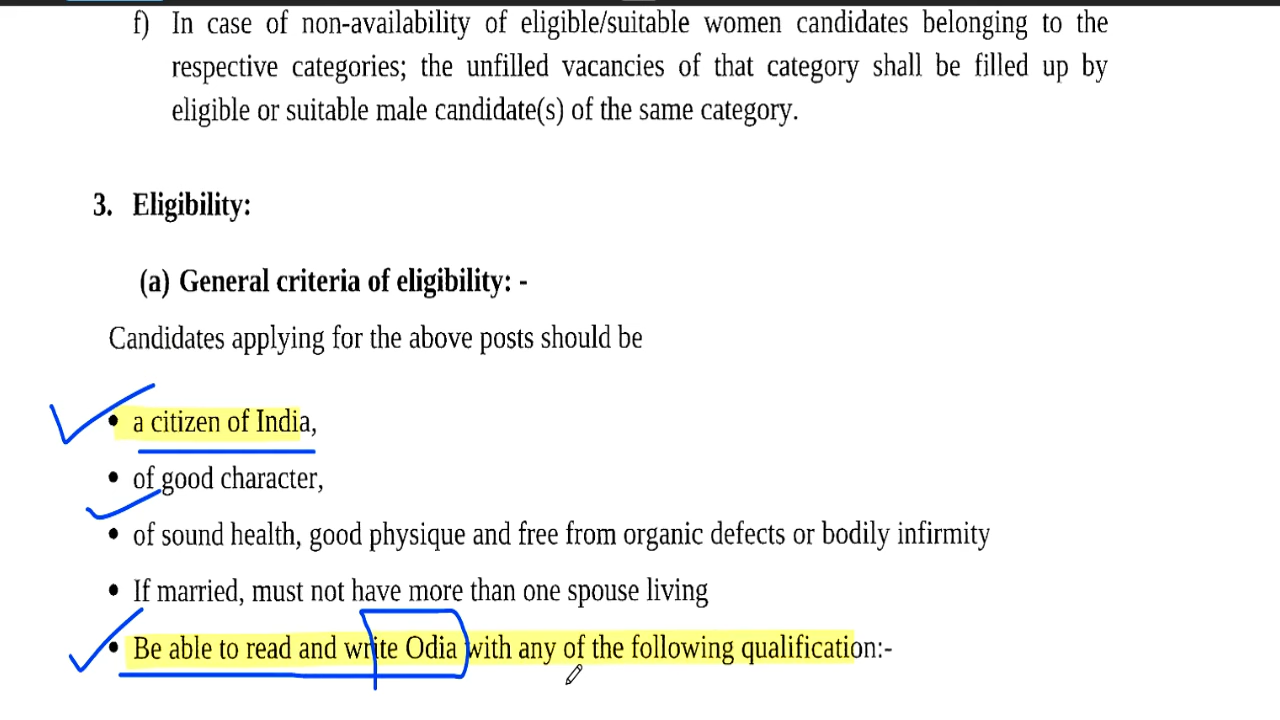 f) In case of non-availability of eligible/suitable women candidates belonging to the
respective categories; the unfilled vacancies of that category shall be filled up by
eligible or suitable male candidate(s) of the same category.
3. Eligibility:
(a) General criteria of eligibility: -
Candidates applying for the above posts should be
• a citizen of India,
• of good character,
• of sound health, good physique and free from organic defects or bodily infirmity
• If married, must not have more than one spouse living
• Be able to read and write Odia with any of the following qualification:-